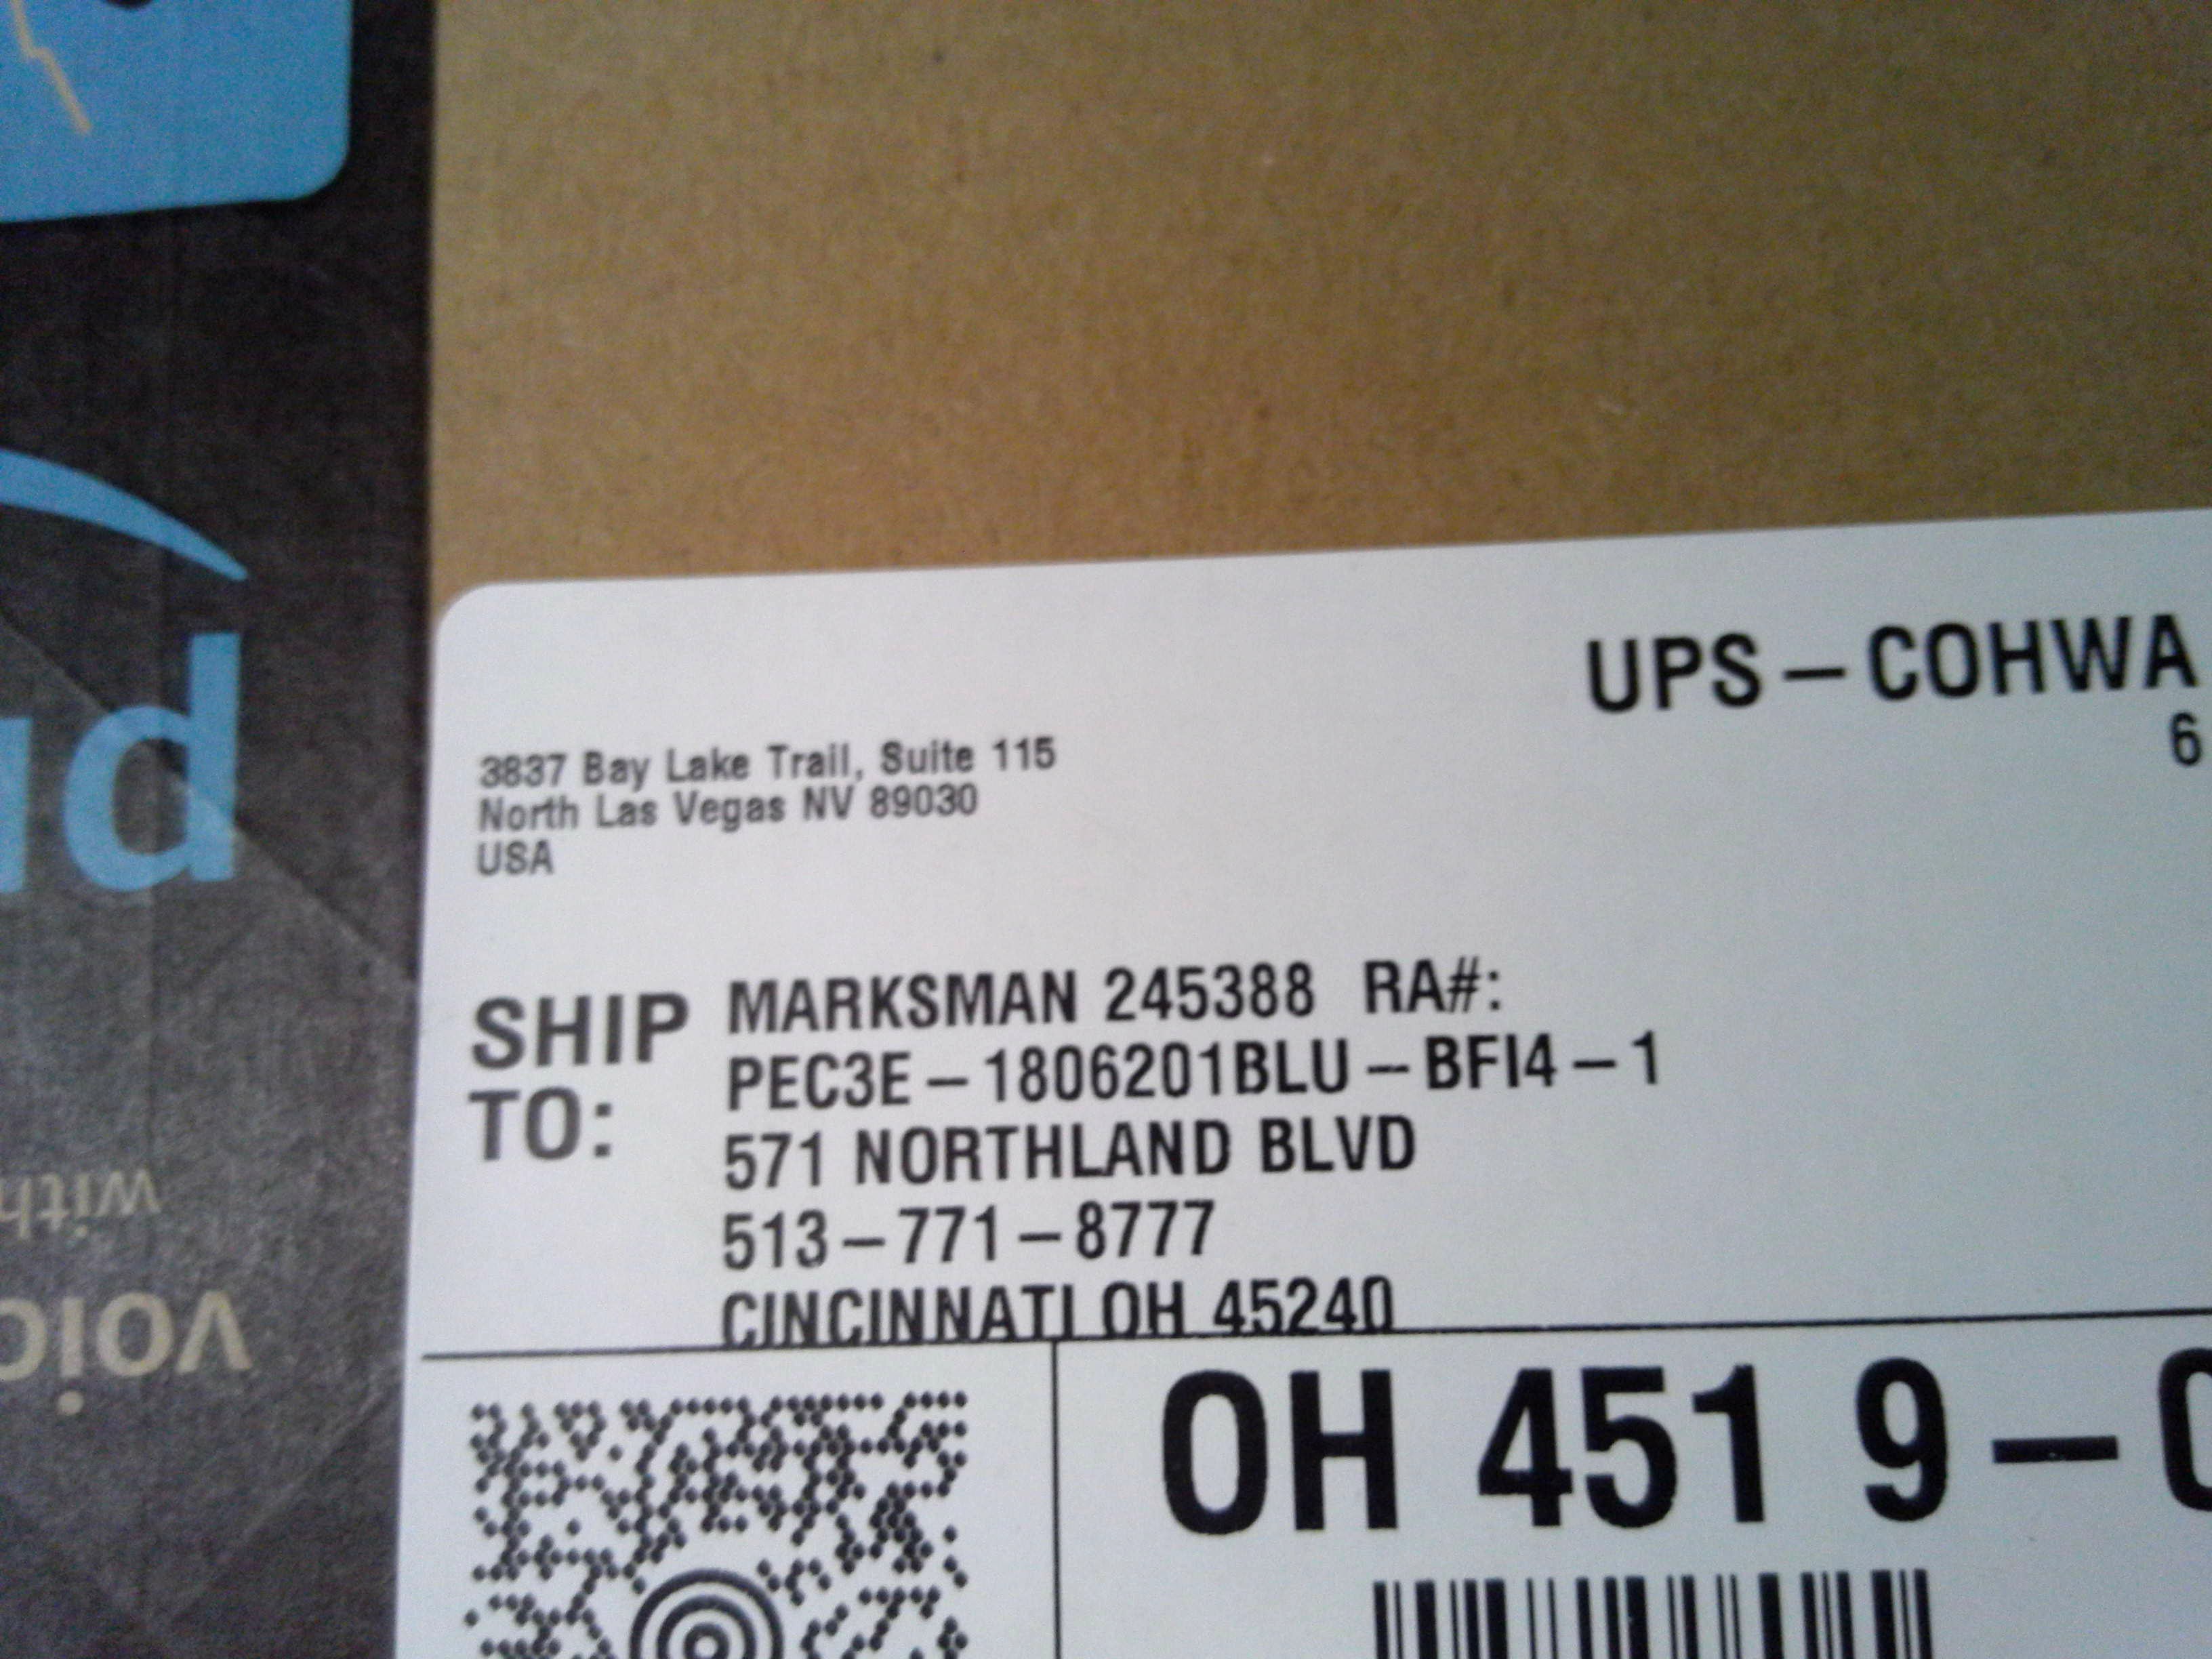 UPS – COHWA
6
3837 Bay Lake Trail, Suite 115
North Las Vegas NV 89030
USA
SHIP TO:
MARKSMAN 245388 RA#:
PEC3E – 1806201BLU – BFI4 – 1
571 NORTHLAND BLVD
513 – 771 – 8777
CINCINNATI OH 45240
OH 451 9 –
with